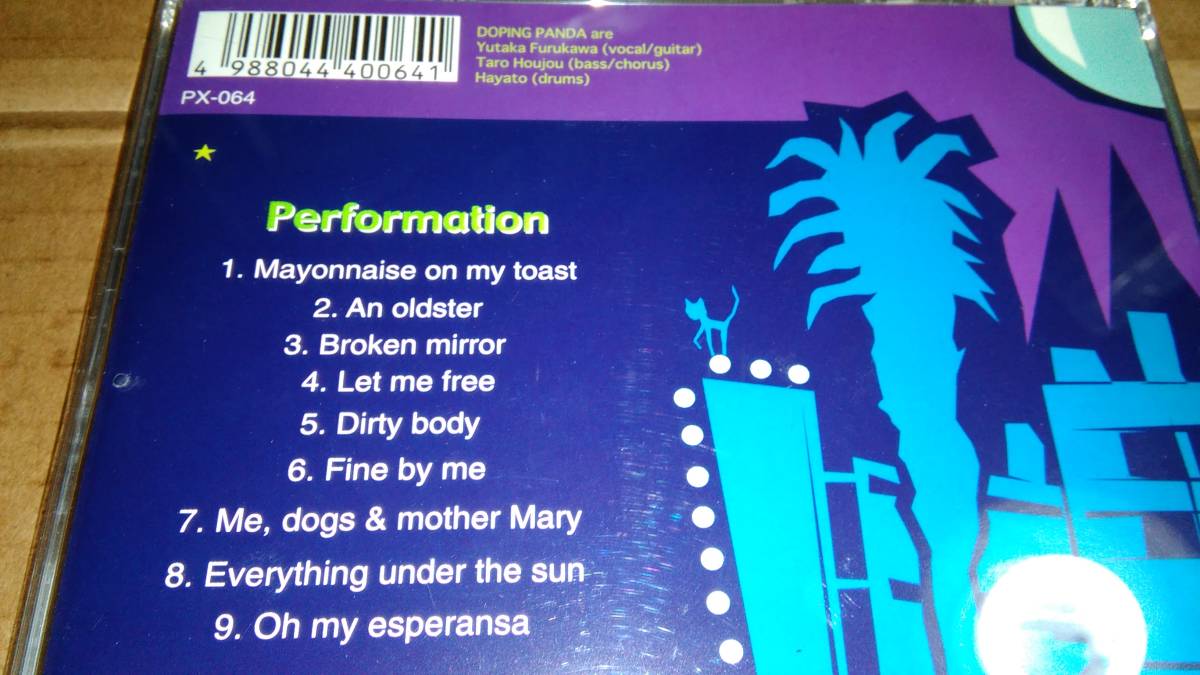 4 988044 400641
PX-064
DOPING PANDA are
Yutaka Furukawa (vocal/guitar)
Taro Houjou (bass/chorus)
Hayato (drums)
Performation
1. Mayonnaise on my toast
2. An oldster
3. Broken mirror
4. Let me free
5. Dirty body
6. Fine by me
7. Me, dogs & mother Mary
8. Everything under the sun
9. Oh my esperansa